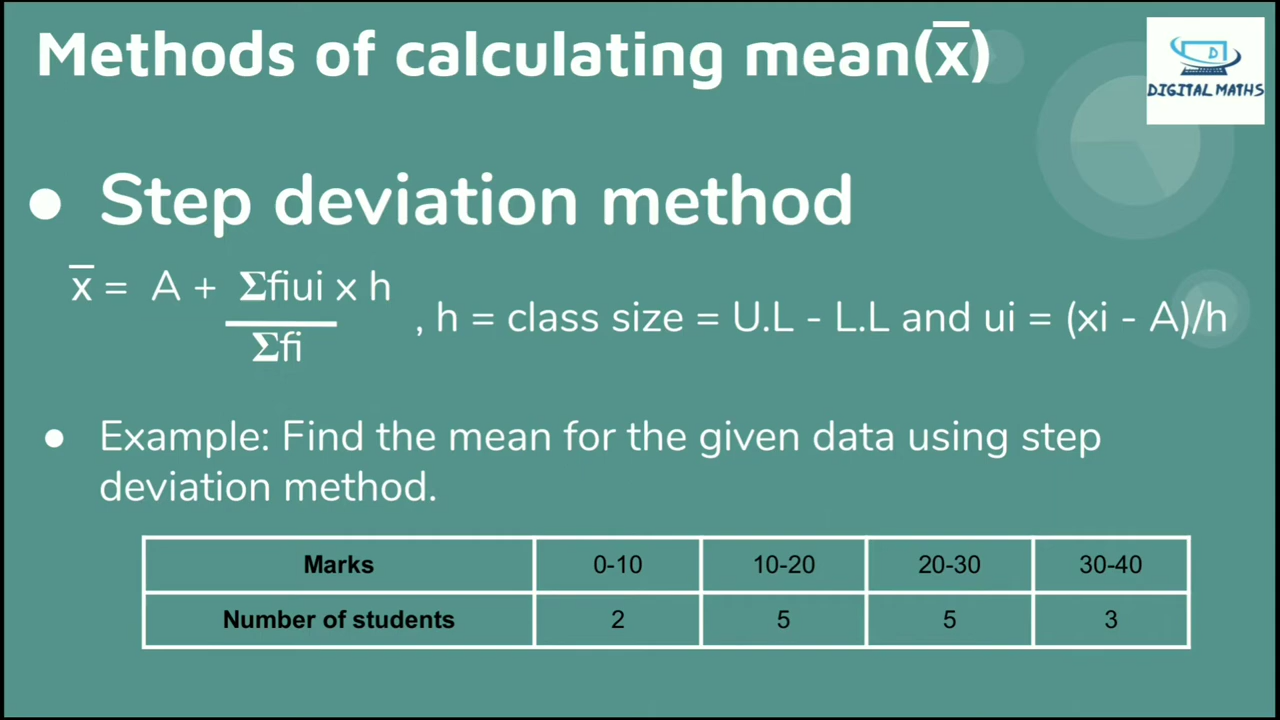 Methods of calculating mean(x̅)
D
DIGITAL MATHS
● Step deviation method
x̅ = A + Σfiui x h
Σfi
, h = class size = U.L - L.L and ui = (xi - A)/h
● Example: Find the mean for the given data using step
deviation method.
Marks 0-10 10-20 20-30 30-40
Number of students 2 5 5 3